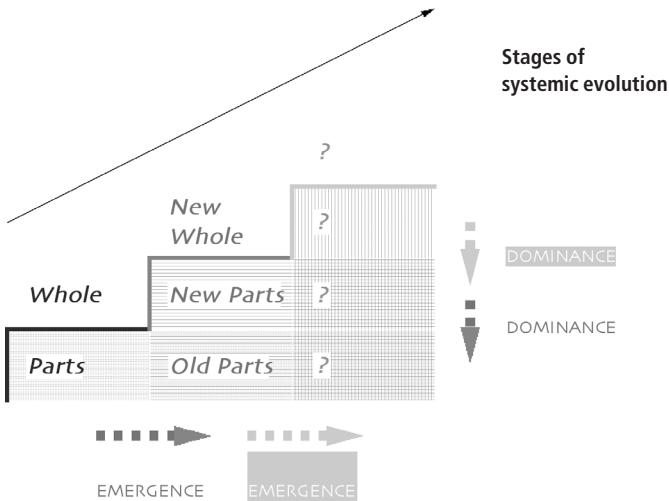 Stages of
systemic evolution
?
New
Whole
?
DOMINANCE
Whole
New Parts
?
DOMINANCE
Parts
Old Parts
?
EMERGENCE
EMERGENCE